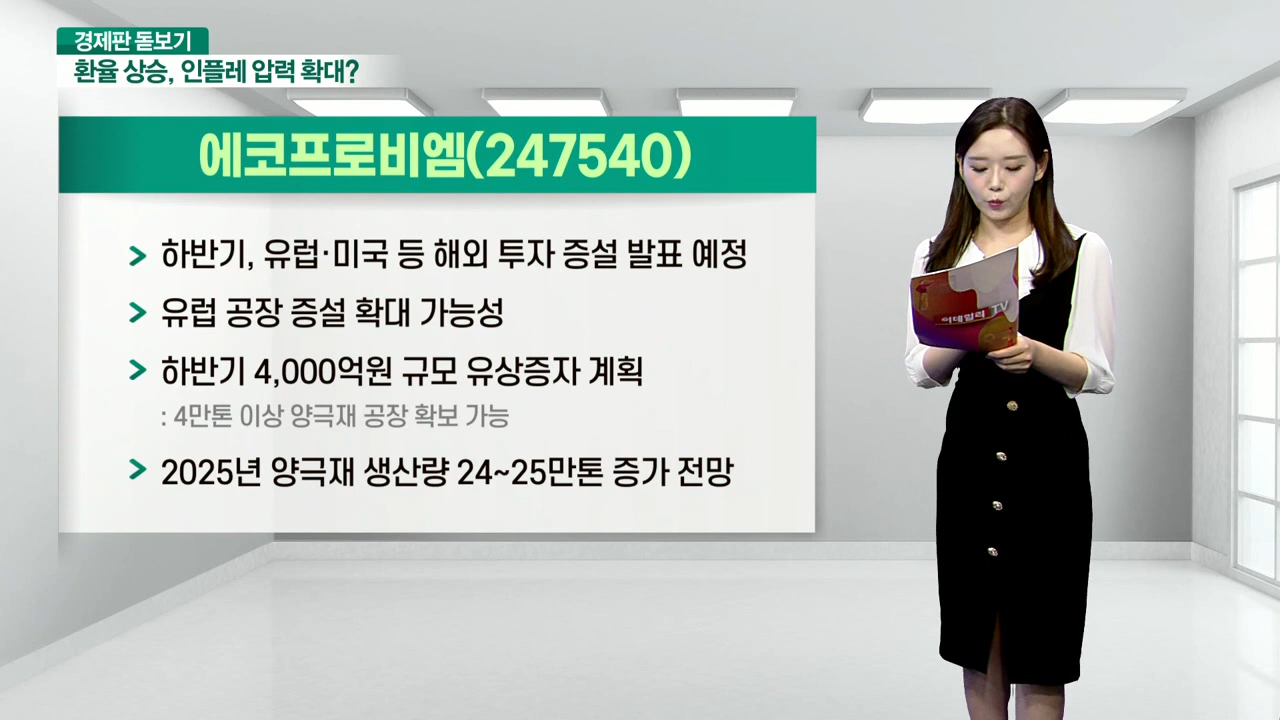 경제판 돋보기
환율 상승, 인플레 압력 확대?
에코프로비엠(247540)
> 하반기, 유럽·미국 등 해외 투자 증설 발표 예정
> 유럽 공장 증설 확대 가능성
> 하반기 4,000억원 규모 유상증자 계획
: 4만톤 이상 양극재 공장 확보 가능
> 2025년 양극재 생산량 24~25만톤 증가 전망
이데일리 TV